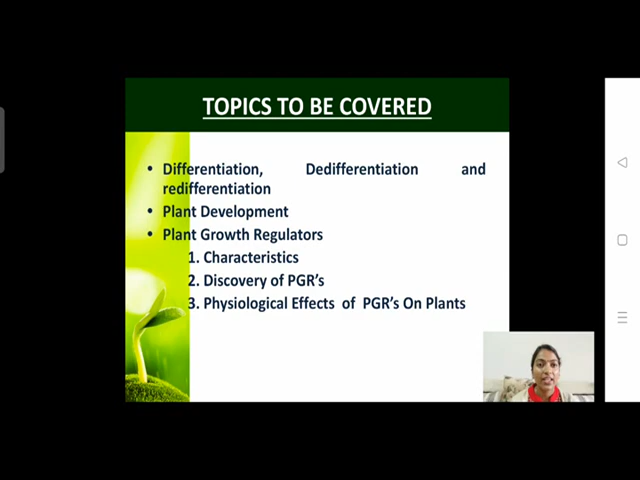 TOPICS TO BE COVERED
• Differentiation, Dedifferentiation and
redifferentiation
• Plant Development
• Plant Growth Regulators
1. Characteristics
2. Discovery of PGR's
3. Physiological Effects of PGR's On Plants